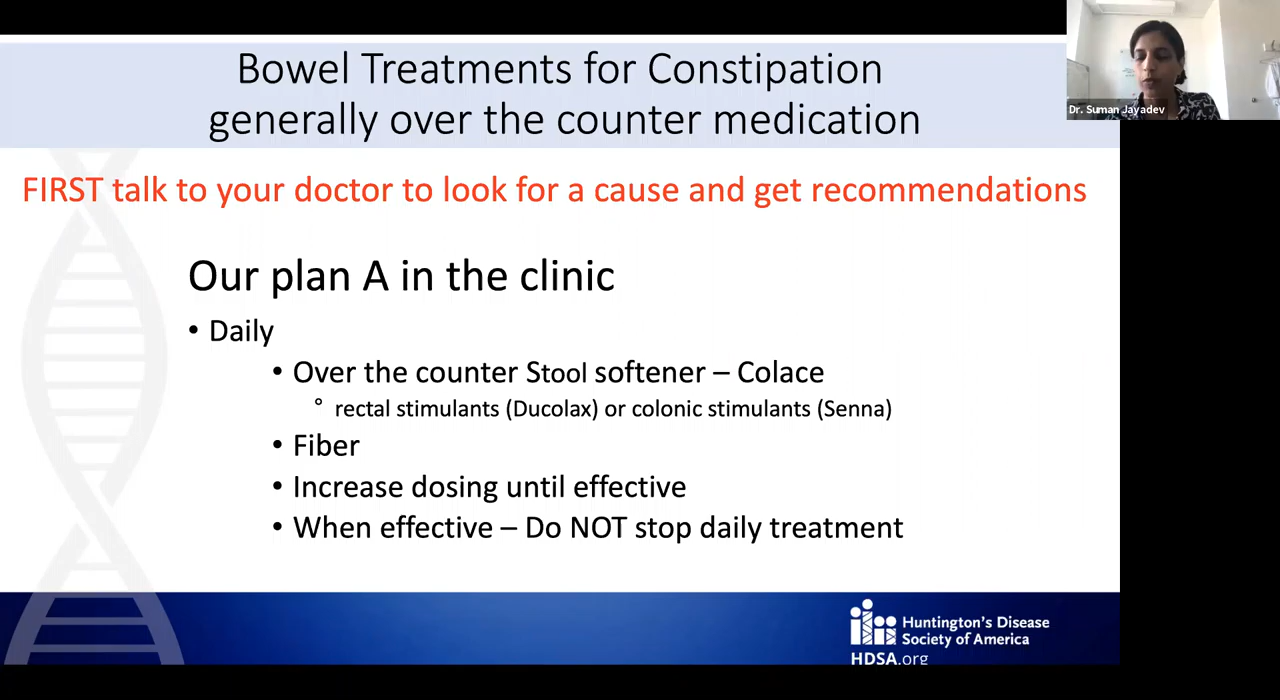 Bowel Treatments for Constipation
generally over the counter medication
Dr. Suman Jayadev
FIRST talk to your doctor to look for a cause and get recommendations
Our plan A in the clinic
• Daily
• Over the counter Stool softener – Colace
° rectal stimulants (Ducolax) or colonic stimulants (Senna)
• Fiber
• Increase dosing until effective
• When effective – Do NOT stop daily treatment
Huntington's Disease
Society of America
HDSA.org